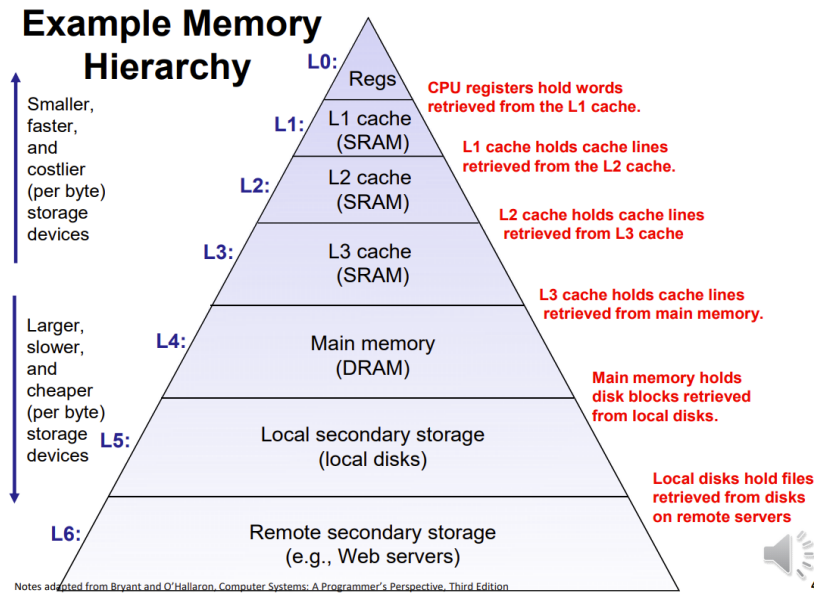 Example Memory
Hierarchy
Smaller,
faster,
and
costlier
(per byte)
storage
devices
Larger,
slower,
and
cheaper
(per byte)
storage
devices
L0:
Regs
CPU registers hold words
retrieved from the L1 cache.
L1:
L1 cache
(SRAM)
L1 cache holds cache lines
retrieved from the L2 cache.
L2:
L2 cache
(SRAM)
L2 cache holds cache lines
retrieved from L3 cache
L3:
L3 cache
(SRAM)
L3 cache holds cache lines
retrieved from main memory.
L4:
Main memory
(DRAM)
Main memory holds
disk blocks retrieved
from local disks.
L5:
Local secondary storage
(local disks)
Local disks hold files
retrieved from disks
on remote servers
L6:
Remote secondary storage
(e.g., Web servers)
Notes adapted from Bryant and O'Hallaron, Computer Systems: A Programmer's Perspective, Third Edition